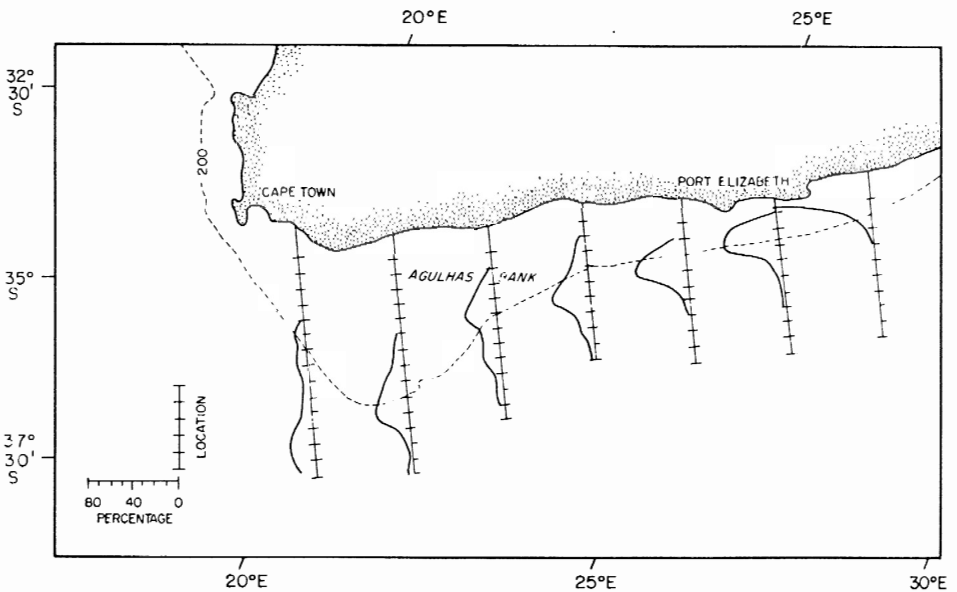 20°E 25°E
32°
30'
S
200
CAPE TOWN
PORT ELIZABETH
35°
S
AGULHAS BANK
37°
30'
S
LOCATION
80 40 0
PERCENTAGE
20°E 25°E 30°E